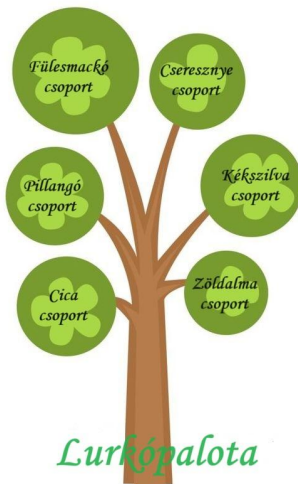 Fülesmackó
csoport
Cseresznye
csoport
Pillangó
csoport
Kékszilva
csoport
Cica
csoport
Zöldalma
csoport
Lurkópalota